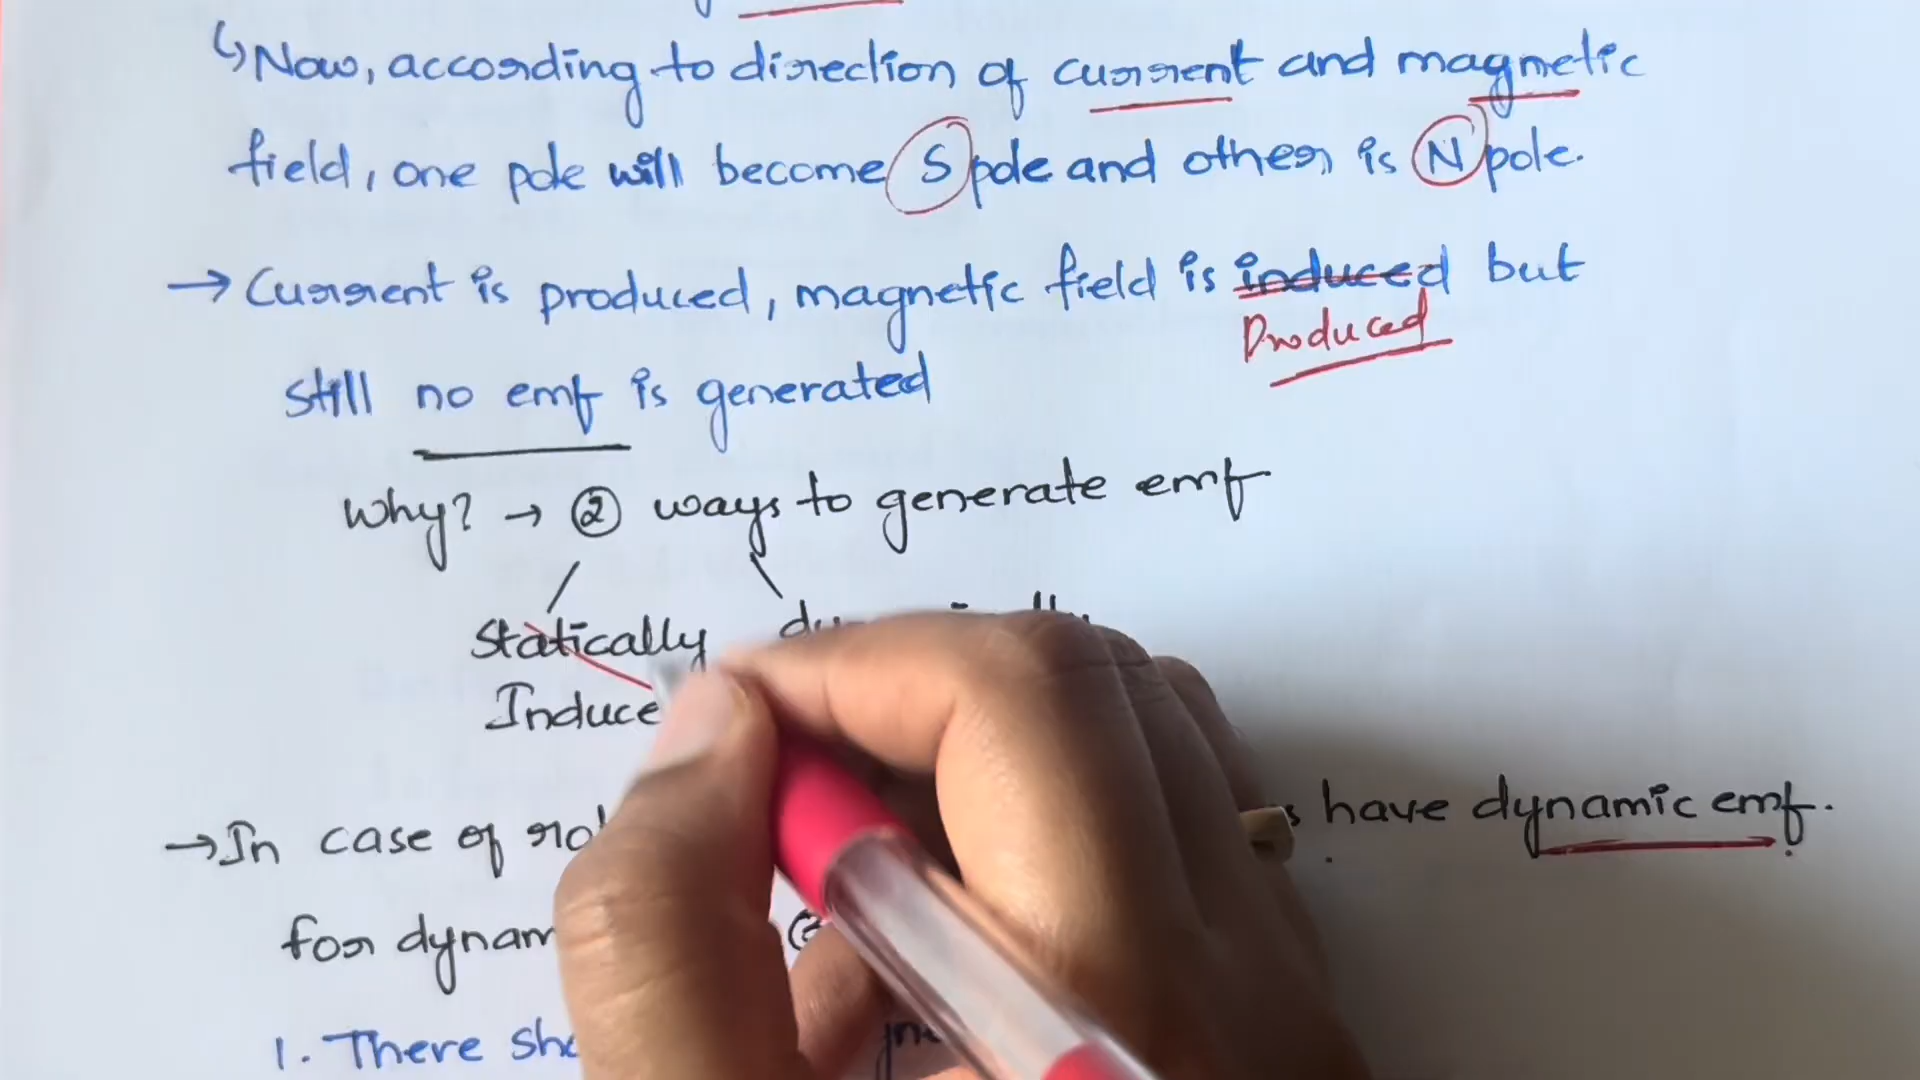 ↳ Now, according to direction of current and magnetic
field, one pole will become S pole and other is N pole.
→ Current is produced, magnetic field is induced but
Produced
still no emf is generated
Why? → ② ways to generate emf
Statically
Induce
→ In case of have dynamic emf.
for
1. There